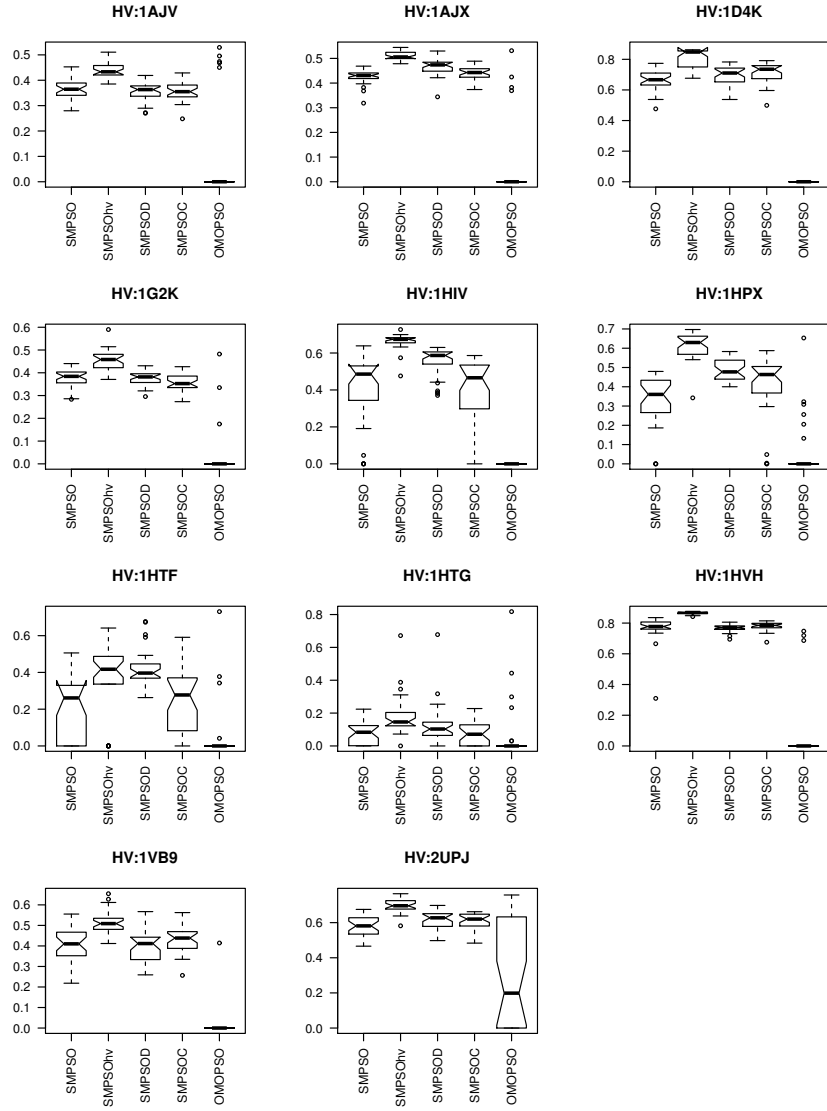 HV:1AJV HV:1AJX HV:1D4K
0.5
0.4
0.3
0.2
0.1
0.0
SMPSO
SMPSOhv
SMPSOD
SMPSOC
OMOPSO
0.5
0.4
0.3
0.2
0.1
0.0
SMPSO
SMPSOhv
SMPSOD
SMPSOC
OMOPSO
0.8
0.6
0.4
0.2
0.0
SMPSO
SMPSOhv
SMPSOD
SMPSOC
OMOPSO
HV:1G2K HV:1HIV HV:1HPX
0.6
0.5
0.4
0.3
0.2
0.1
0.0
SMPSO
SMPSOhv
SMPSOD
SMPSOC
OMOPSO
0.6
0.4
0.2
0.0
SMPSO
SMPSOhv
SMPSOD
SMPSOC
OMOPSO
0.7
0.6
0.5
0.4
0.3
0.2
0.1
0.0
SMPSO
SMPSOhv
SMPSOD
SMPSOC
OMOPSO
HV:1HTF HV:1HTG HV:1HVH
0.6
0.4
0.2
0.0
SMPSO
SMPSOhv
SMPSOD
SMPSOC
OMOPSO
0.8
0.6
0.4
0.2
0.0
SMPSO
SMPSOhv
SMPSOD
SMPSOC
OMOPSO
0.8
0.6
0.4
0.2
0.0
SMPSO
SMPSOhv
SMPSOD
SMPSOC
OMOPSO
HV:1VB9 HV:2UPJ
0.6
0.5
0.4
0.3
0.2
0.1
0.0
SMPSO
SMPSOhv
SMPSOD
SMPSOC
OMOPSO
0.6
0.4
0.2
0.0
SMPSO
SMPSOhv
SMPSOD
SMPSOC
OMOPSO